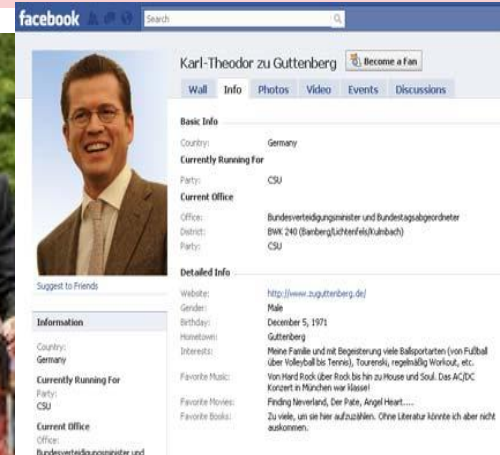 facebook
Search
Karl-Theodor zu Guttenberg
Become a Fan
Wall Info Photos Video Events Discussions
Basic Info
Country: Germany
Currently Running For
Party: CSU
Current Office
Office: Bundesverteidigungsminister und Bundestagsabgeordneter
District: BWK 240 (Bamberg/Lichtenfels/Kulmbach)
Party: CSU
Detailed Info
Website: http://www.zuguttenberg.de/
Gender: Male
Birthday: December 5, 1971
Hometown: Guttenberg
Interests: Meine Familie und mit Begeisterung viele Ballsportarten (von Fußball
über Volleyball bis Tennis), Tourenski, regelmäßig Workout, etc.
Favorite Music: Von Hard Rock über Rock bis hin zu House und Soul. Das AC/DC
Konzert in München war klasse!
Favorite Movies: Finding Neverland, Der Pate, Angel Heart....
Favorite Books: Zu viele, um sie hier aufzuzählen. Ohne Literatur könnte ich aber nicht
auskommen.
Suggest to Friends
Information
Country:
Germany
Currently Running For
Party:
CSU
Current Office
Office:
Bundesverteidigungsminister und